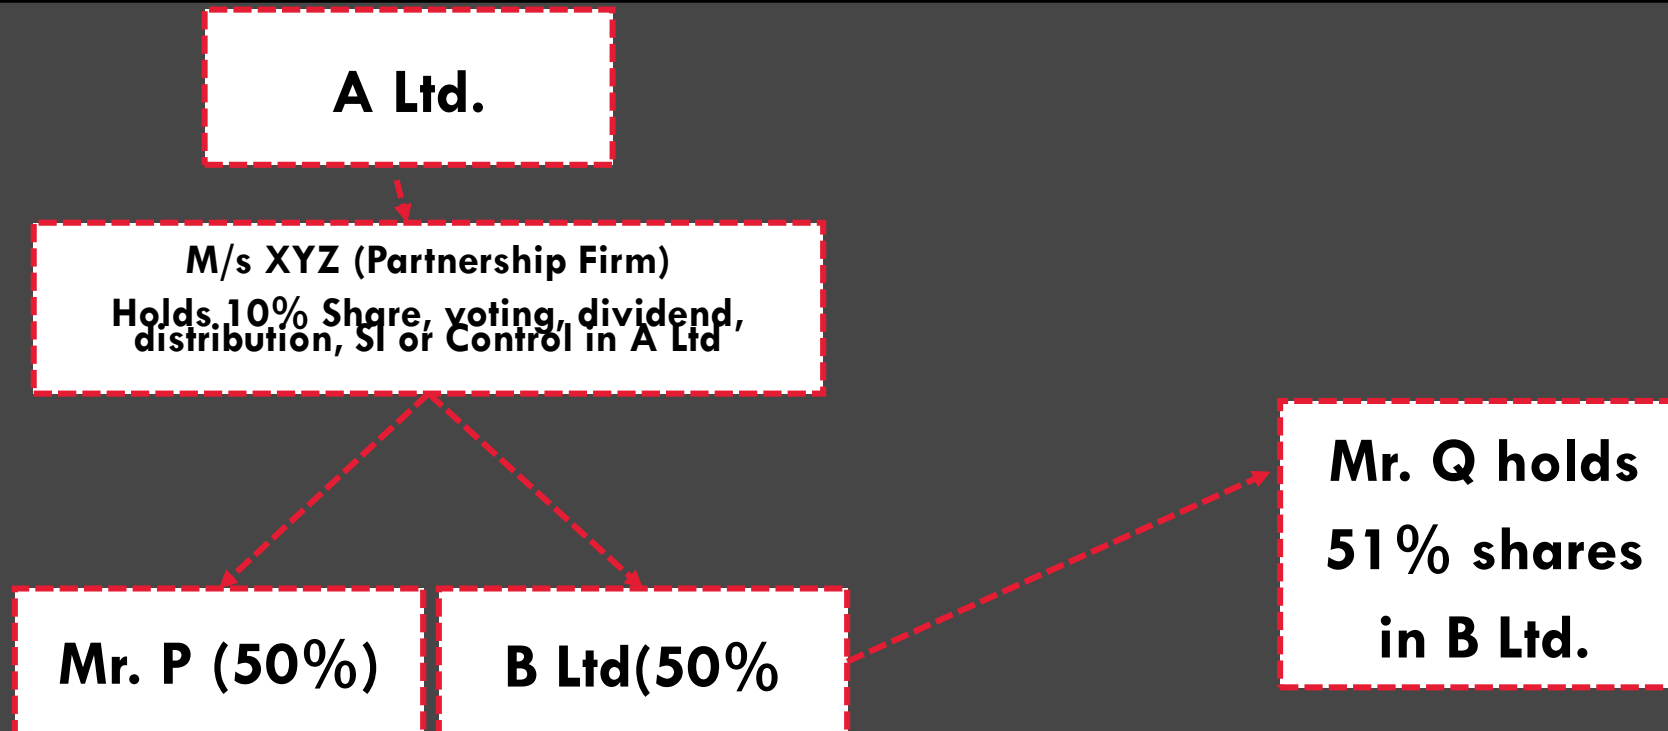 A Ltd.
M/s XYZ (Partnership Firm)
Holds 10% Share, voting, dividend,
distribution, SI or Control in A Ltd
Mr. Q holds
51% shares
in B Ltd.
Mr. P (50%)
B Ltd(50%